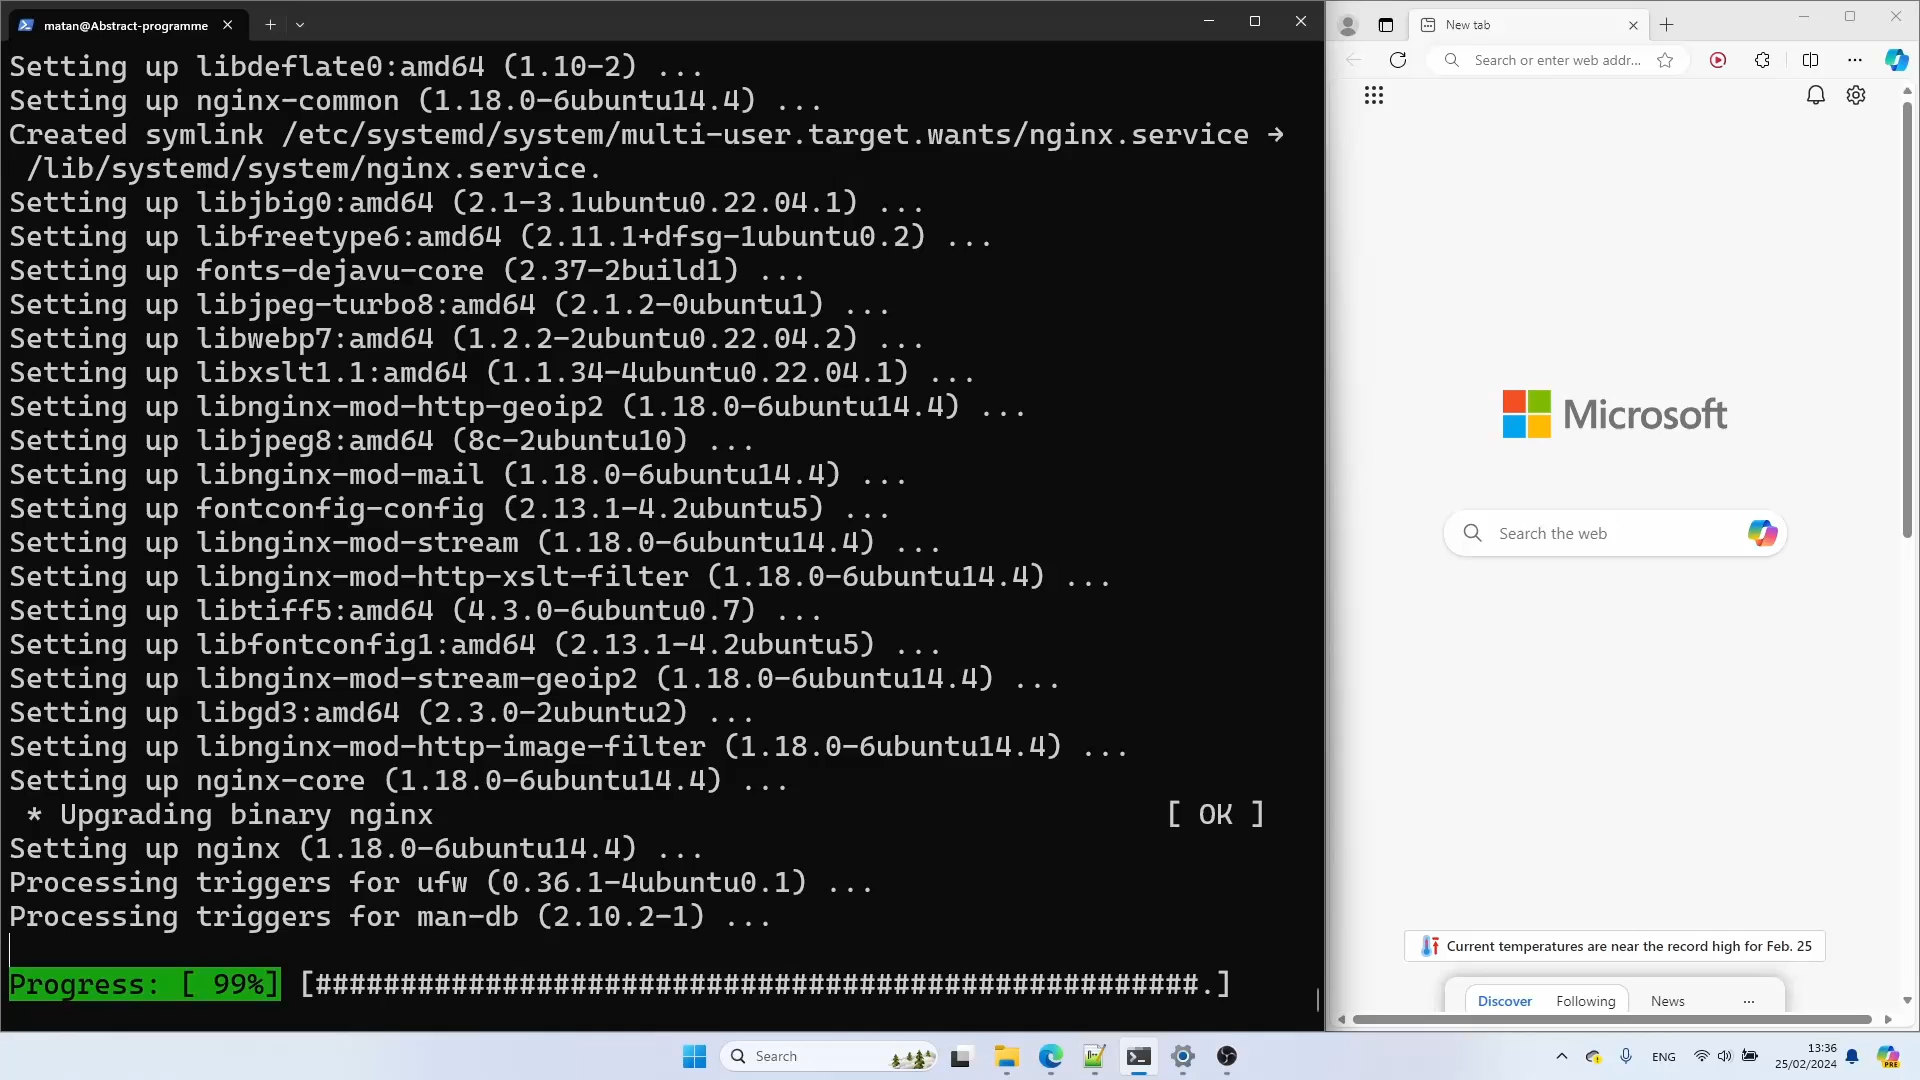 matan@Abstract-programme
Setting up libdeflate0:amd64 (1.10-2) ...
Setting up nginx-common (1.18.0-6ubuntu14.4) ...
Created symlink /etc/systemd/system/multi-user.target.wants/nginx.service →
/lib/systemd/system/nginx.service.
Setting up libjbig0:amd64 (2.1-3.1ubuntu0.22.04.1) ...
Setting up libfreetype6:amd64 (2.11.1+dfsg-1ubuntu0.2) ...
Setting up fonts-dejavu-core (2.37-2build1) ...
Setting up libjpeg-turbo8:amd64 (2.1.2-0ubuntu1) ...
Setting up libwebp7:amd64 (1.2.2-2ubuntu0.22.04.2) ...
Setting up libxslt1.1:amd64 (1.1.34-4ubuntu0.22.04.1) ...
Setting up libnginx-mod-http-geoip2 (1.18.0-6ubuntu14.4) ...
Setting up libjpeg8:amd64 (8c-2ubuntu10) ...
Setting up libnginx-mod-mail (1.18.0-6ubuntu14.4) ...
Setting up fontconfig-config (2.13.1-4.2ubuntu5) ...
Setting up libnginx-mod-stream (1.18.0-6ubuntu14.4) ...
Setting up libnginx-mod-http-xslt-filter (1.18.0-6ubuntu14.4) ...
Setting up libtiff5:amd64 (4.3.0-6ubuntu0.7) ...
Setting up libfontconfig1:amd64 (2.13.1-4.2ubuntu5) ...
Setting up libnginx-mod-stream-geoip2 (1.18.0-6ubuntu14.4) ...
Setting up libgd3:amd64 (2.3.0-2ubuntu2) ...
Setting up libnginx-mod-http-image-filter (1.18.0-6ubuntu14.4) ...
Setting up nginx-core (1.18.0-6ubuntu14.4) ...
* Upgrading binary nginx [ OK ]
Setting up nginx (1.18.0-6ubuntu14.4) ...
Processing triggers for ufw (0.36.1-4ubuntu0.1) ...
Processing triggers for man-db (2.10.2-1) ...
Progress: [ 99%] [####################################################.]
New tab
Search or enter web addr...
Microsoft
Search the web
Current temperatures are near the record high for Feb. 25
Discover Following News ...
Search
ENG
13:36
25/02/2024
PRE